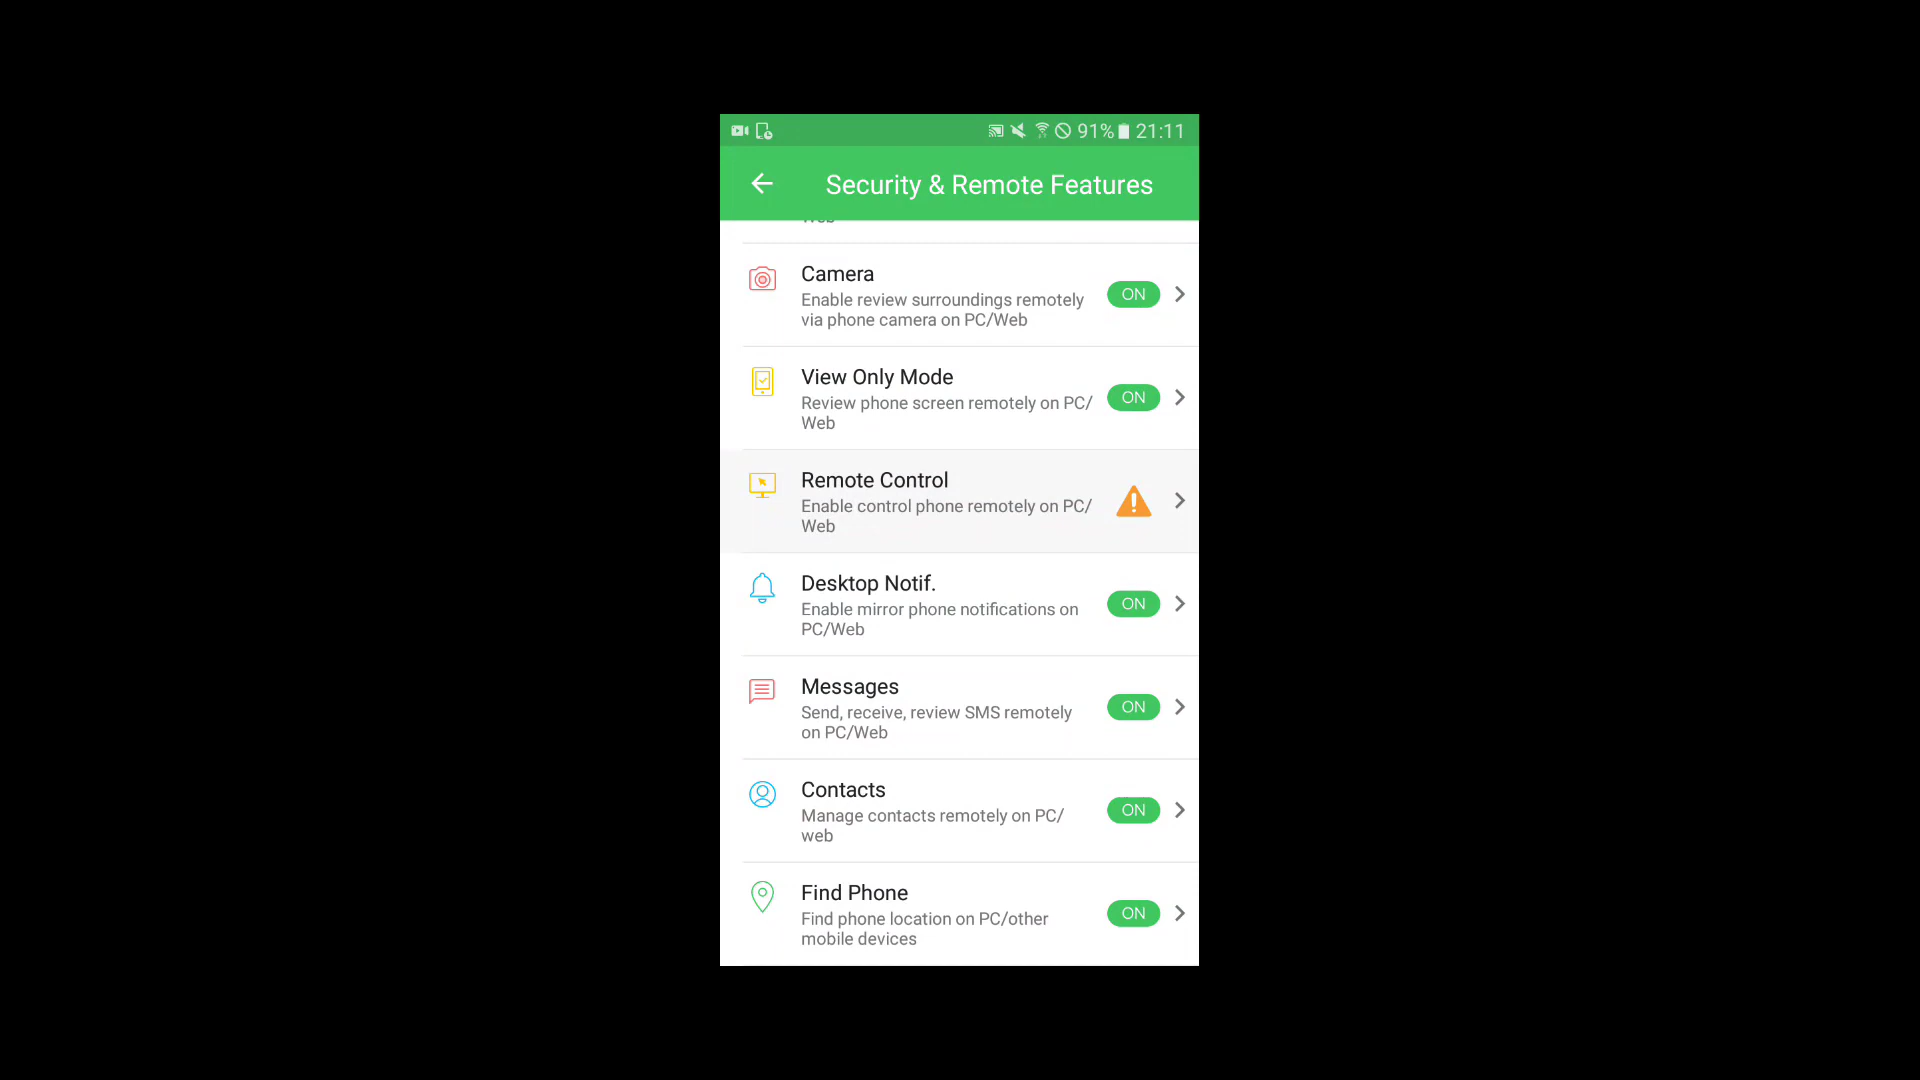 91% 21:11
Security & Remote Features
Web
Camera
Enable review surroundings remotely
via phone camera on PC/Web
ON
View Only Mode
Review phone screen remotely on PC/
Web
ON
Remote Control
Enable control phone remotely on PC/
Web
Desktop Notif.
Enable mirror phone notifications on
PC/Web
ON
Messages
Send, receive, review SMS remotely
on PC/Web
ON
Contacts
Manage contacts remotely on PC/
web
ON
Find Phone
Find phone location on PC/other
mobile devices
ON